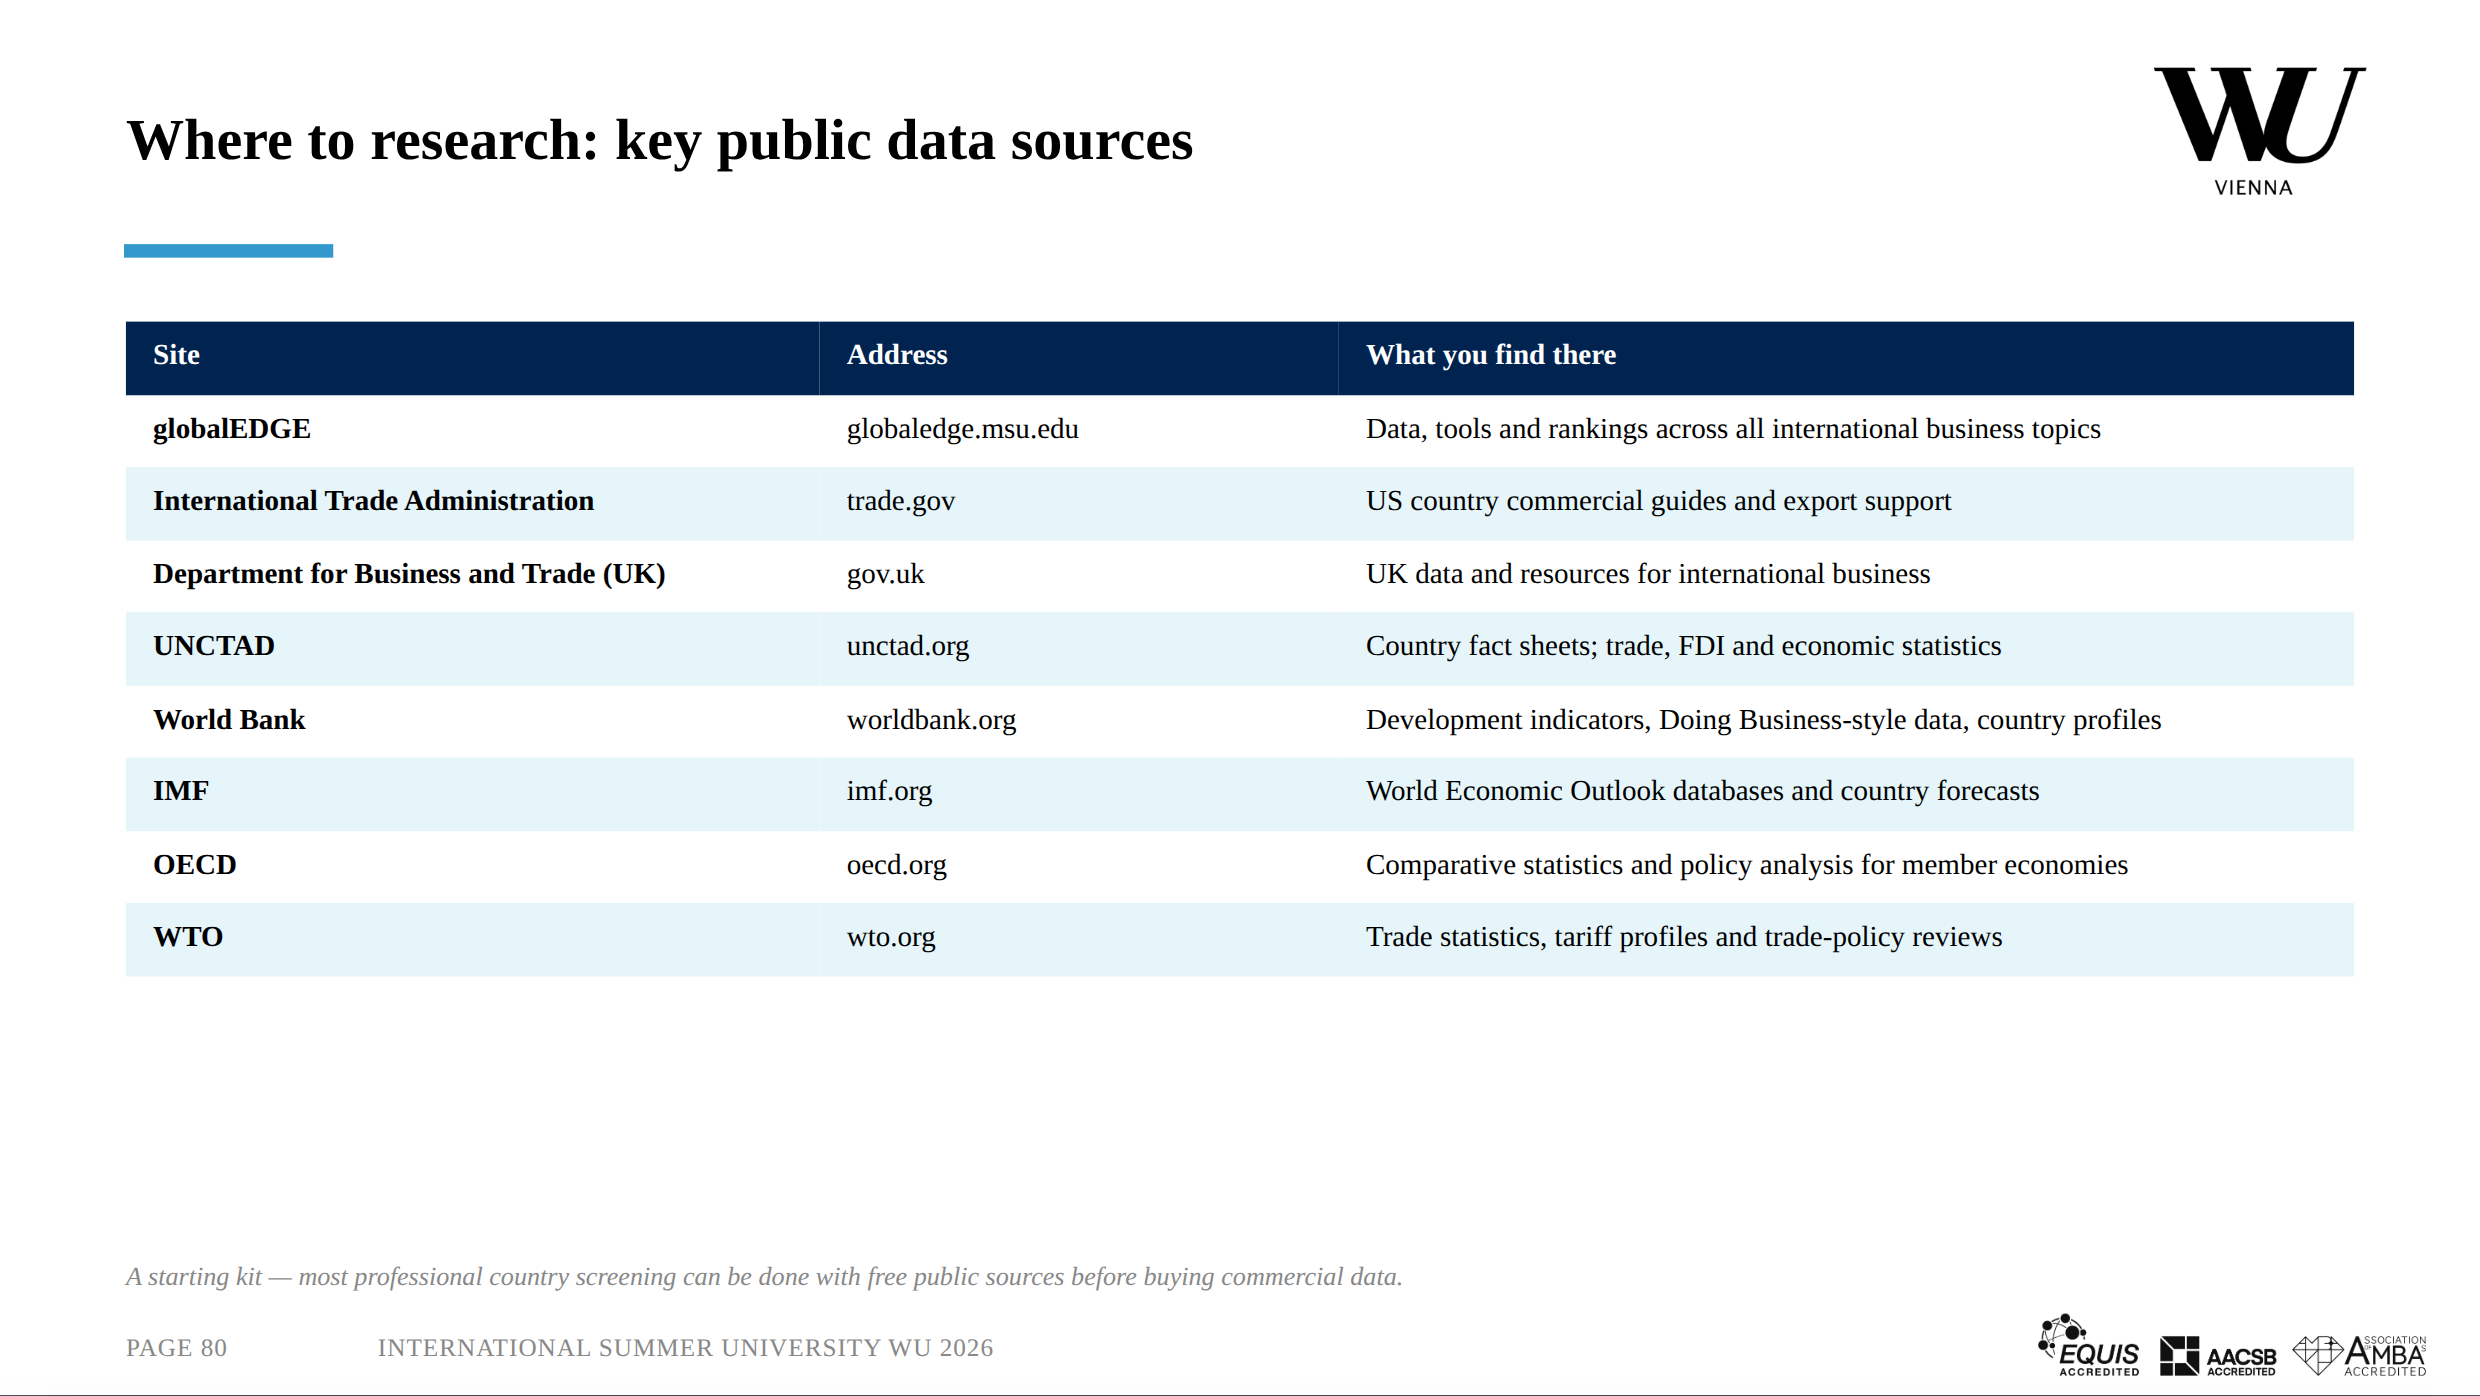 WU
VIENNA
Where to research: key public data sources
Site Address What you find there
globalEDGE globaledge.msu.edu Data, tools and rankings across all international business topics
International Trade Administration trade.gov US country commercial guides and export support
Department for Business and Trade (UK) gov.uk UK data and resources for international business
UNCTAD unctad.org Country fact sheets; trade, FDI and economic statistics
World Bank worldbank.org Development indicators, Doing Business-style data, country profiles
IMF imf.org World Economic Outlook databases and country forecasts
OECD oecd.org Comparative statistics and policy analysis for member economies
WTO wto.org Trade statistics, tariff profiles and trade-policy reviews
A starting kit — most professional country screening can be done with free public sources before buying commercial data.
PAGE 80 INTERNATIONAL SUMMER UNIVERSITY WU 2026
EQUIS
ACCREDITED
AACSB
ACCREDITED
ASSOCIATION
OF MBAS
ACCREDITED